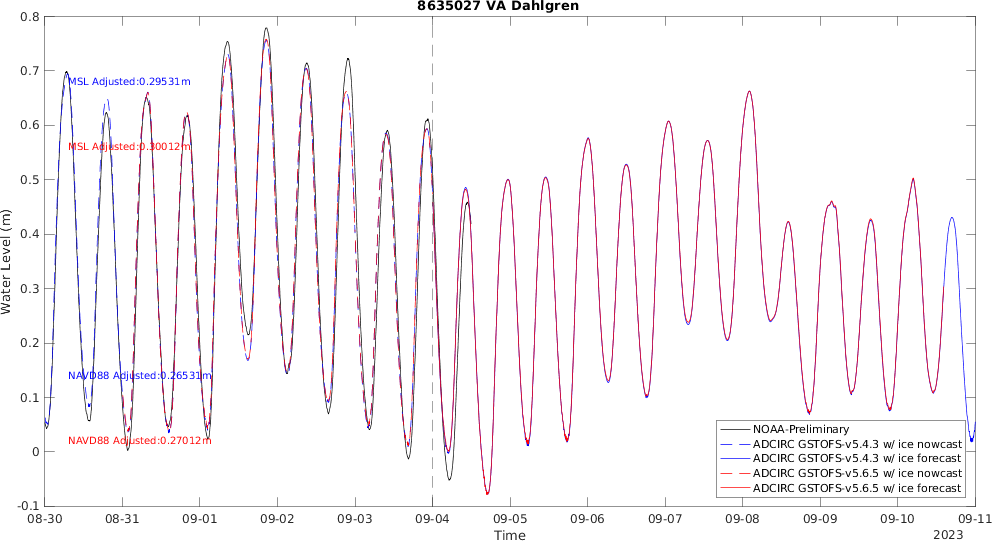 8635027 VA Dahlgren
0.8
0.7
0.6
0.5
0.4
0.3
0.2
0.1
0
-0.1
Water Level (m)
MSL Adjusted:0.29531m
MSL Adjusted:0.30012m
NAVD88 Adjusted:0.26531m
NAVD88 Adjusted:0.27012m
NOAA-Preliminary
ADCIRC GSTOFS-v5.4.3 w/ ice nowcast
ADCIRC GSTOFS-v5.4.3 w/ ice forecast
ADCIRC GSTOFS-v5.6.5 w/ ice nowcast
ADCIRC GSTOFS-v5.6.5 w/ ice forecast
08-30 08-31 09-01 09-02 09-03 09-04 09-05 09-06 09-07 09-08 09-09 09-10 09-11
Time
2023